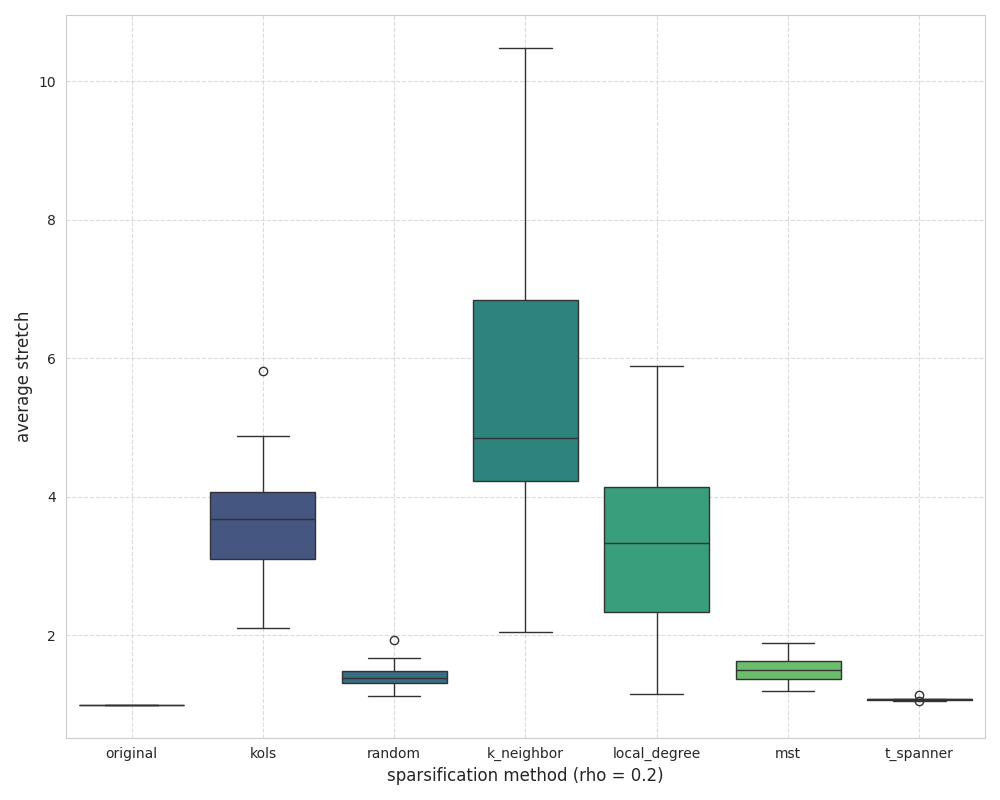 average stretch
10
8
6
4
2
original kols random k_neighbor local_degree mst t_spanner
sparsification method (rho = 0.2)